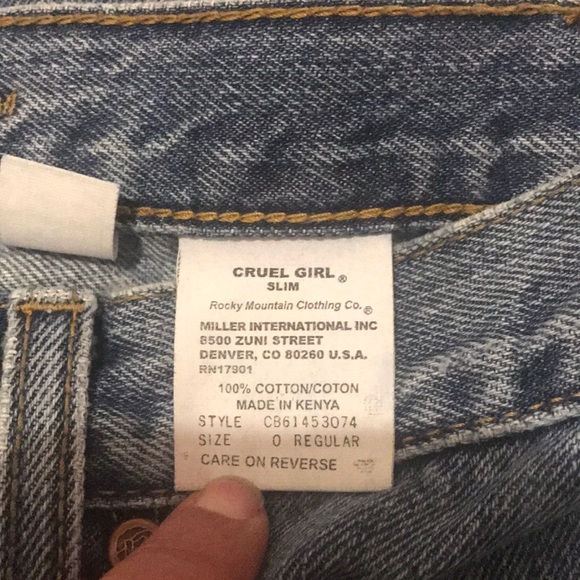 CRUEL GIRL®
SLIM
Rocky Mountain Clothing Co.®
MILLER INTERNATIONAL INC
8500 ZUNI STREET
DENVER, CO 80260 U.S.A.
RN17901
100% COTTON/COTON
MADE IN KENYA
STYLE CB61453074
SIZE 0 REGULAR
CARE ON REVERSE